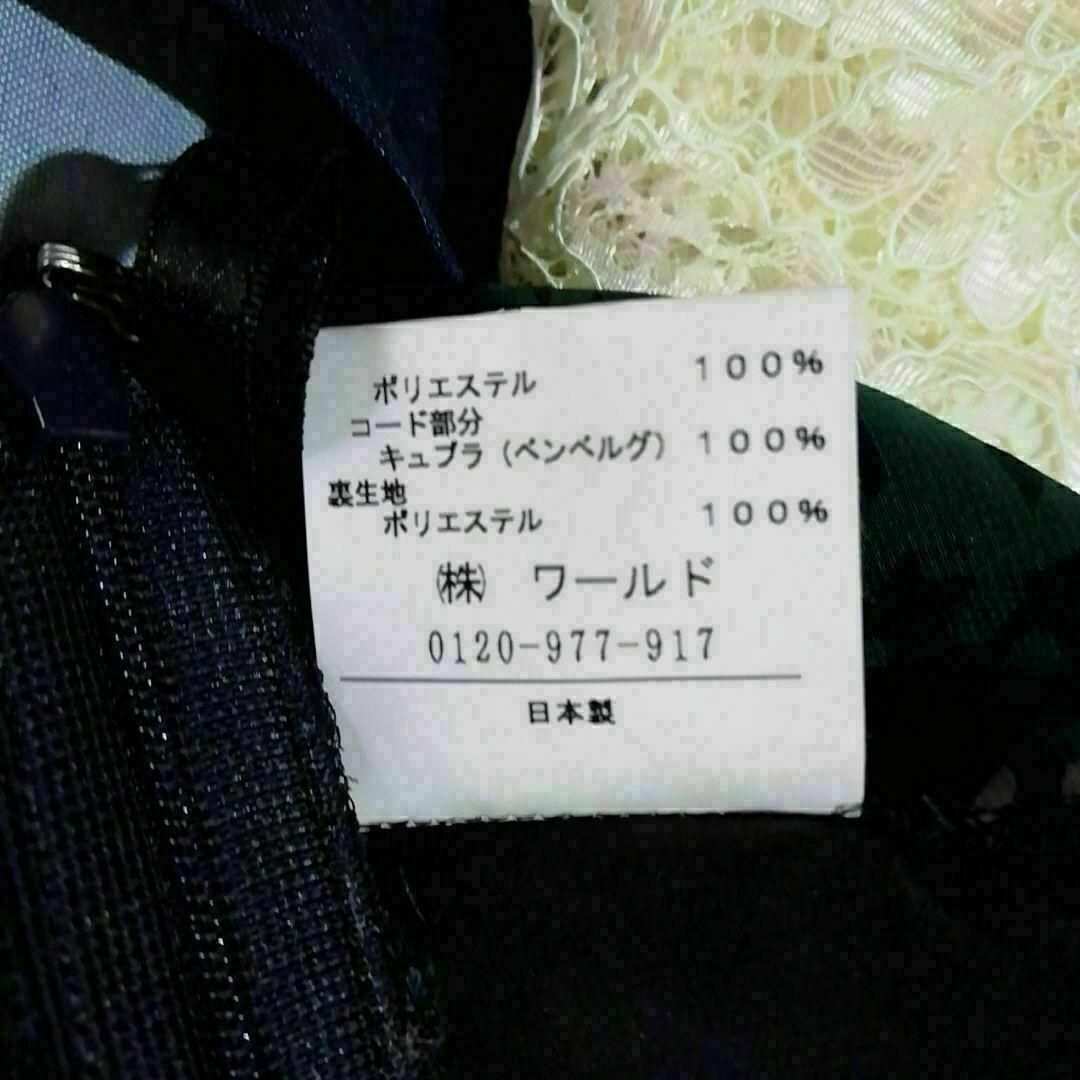 ポリエステル １００％
コード部分
キュプラ（ベンベルグ） １００％
裏生地
ポリエステル １００％
㈱ ワールド
0120-977-917
日本製